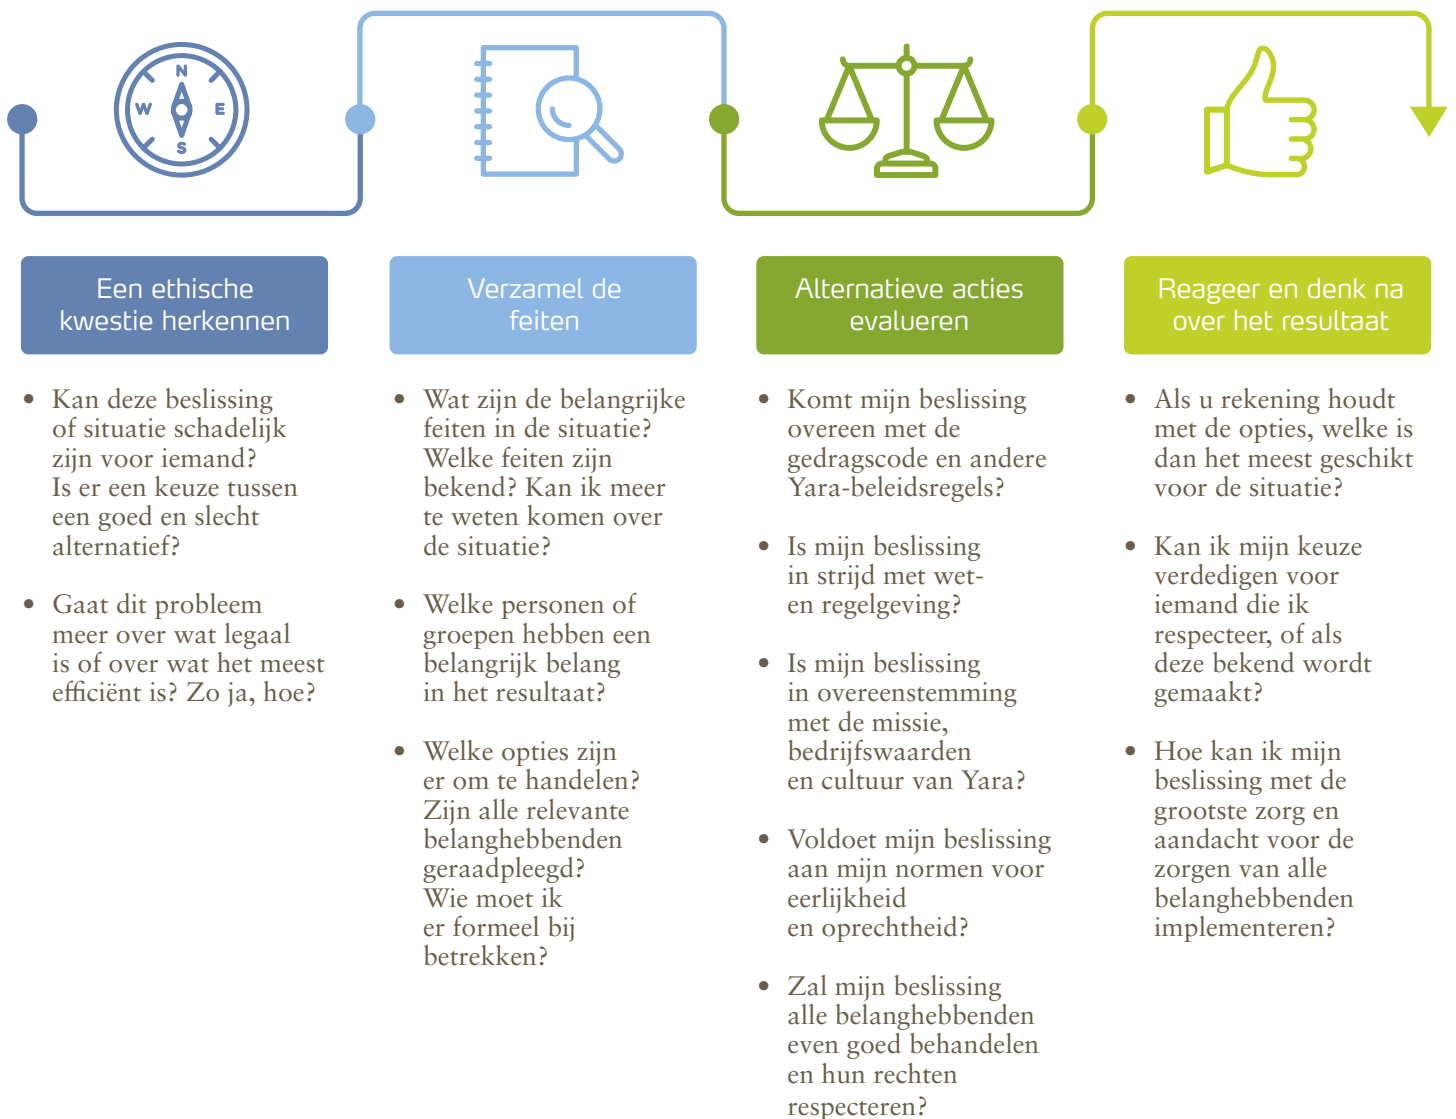 N
W
E
S
Een ethische
kwestie herkennen
• Kan deze beslissing
of situatie schadelijk
zijn voor iemand?
Is er een keuze tussen
een goed en slecht
alternatief?
• Gaat dit probleem
meer over wat legaal
is of over wat het meest
efficiënt is? Zo ja, hoe?
Verzamel de
feiten
• Wat zijn de belangrijke
feiten in de situatie?
Welke feiten zijn
bekend? Kan ik meer
te weten komen over
de situatie?
• Welke personen of
groepen hebben een
belangrijk belang
in het resultaat?
• Welke opties zijn
er om te handelen?
Zijn alle relevante
belanghebbenden
geraadpleegd?
Wie moet ik
er formeel bij
betrekken?
Alternatieve acties
evalueren
• Komt mijn beslissing
overeen met de
gedragscode en andere
Yara-beleidsregels?
• Is mijn beslissing
in strijd met wet-
en regelgeving?
• Is mijn beslissing
in overeenstemming
met de missie,
bedrijfswaarden
en cultuur van Yara?
• Voldoet mijn beslissing
aan mijn normen voor
eerlijkheid
en oprechtheid?
• Zal mijn beslissing
alle belanghebbenden
even goed behandelen
en hun rechten
respecteren?
Reageer en denk na
over het resultaat
• Als u rekening houdt
met de opties, welke is
dan het meest geschikt
voor de situatie?
• Kan ik mijn keuze
verdedigen voor
iemand die ik
respecteer, of als
deze bekend wordt
gemaakt?
• Hoe kan ik mijn
beslissing met de
grootste zorg en
aandacht voor de
zorgen van alle
belanghebbenden
implementeren?